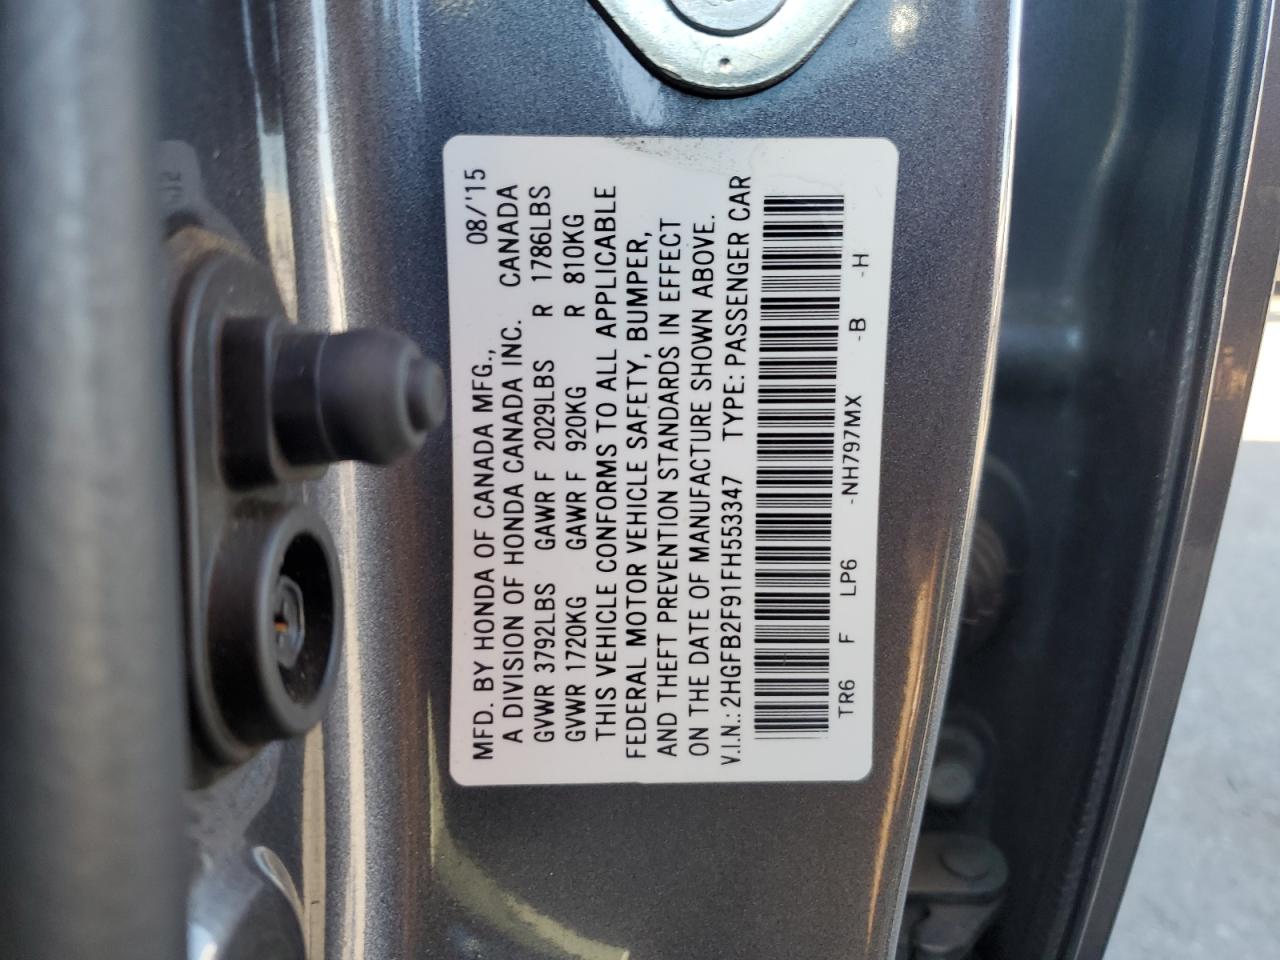 MFD. BY HONDA OF CANADA MFG., 08/'15
A DIVISION OF HONDA CANADA INC. CANADA
GVWR 3792LBS GAWR F 2029LBS R 1786LBS
GVWR 1720KG GAWR F 920KG R 810KG
THIS VEHICLE CONFORMS TO ALL APPLICABLE
FEDERAL MOTOR VEHICLE SAFETY, BUMPER,
AND THEFT PREVENTION STANDARDS IN EFFECT
ON THE DATE OF MANUFACTURE SHOWN ABOVE.
V.I.N.: 2HGFB2F91FH553347 TYPE: PASSENGER CAR
TR6 F LP6 -NH797MX -B -H